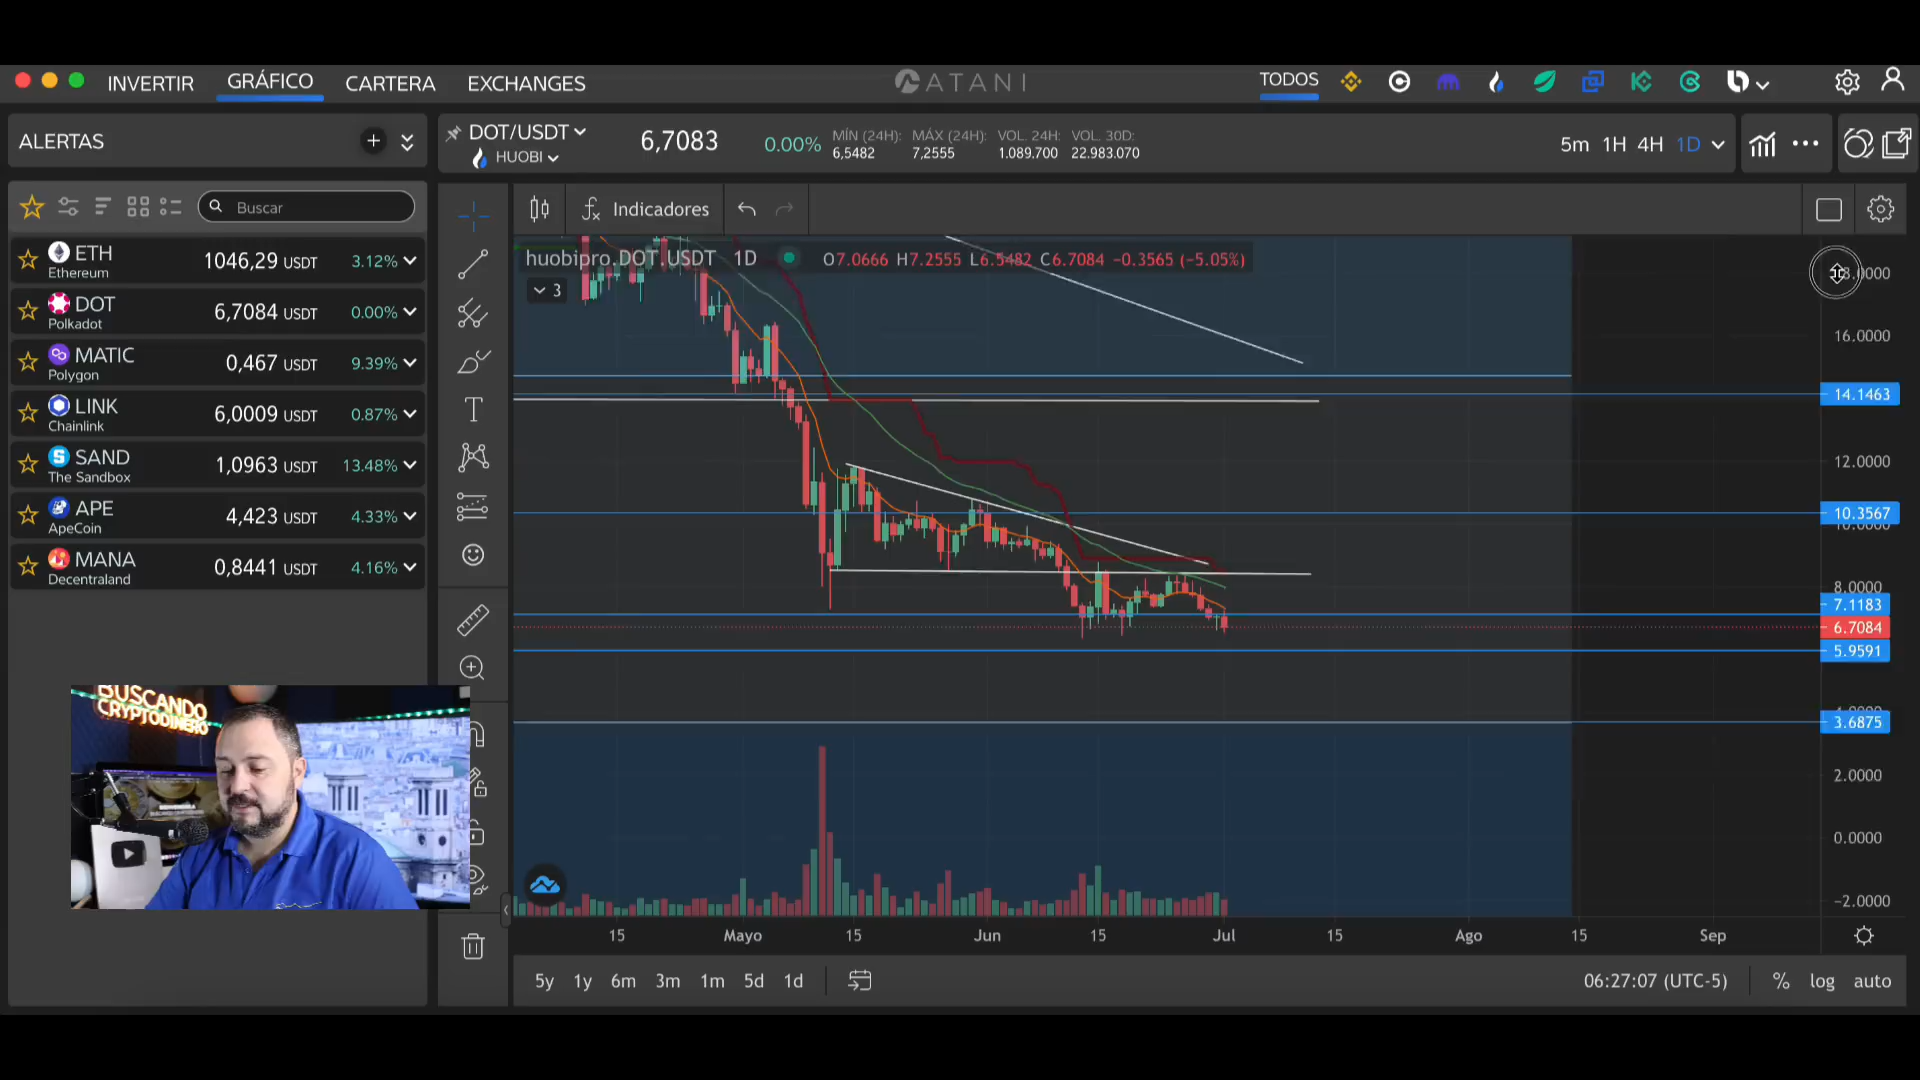 INVERTIR GRÁFICO CARTERA EXCHANGES ATANI TODOS
ALERTAS
DOT/USDT 6,7083 0.00% MÍN (24H): MÁX (24H): VOL. 24H: VOL. 30D:
HUOBI 6,5482 7,2555 1.089.700 22.983.070
5m 1H 4H 1D
Buscar
ETH 1046,29 USDT 3.12%
Ethereum
DOT 6,7084 USDT 0.00%
Polkadot
MATIC 0,467 USDT 9.39%
Polygon
LINK 6,0009 USDT 0.87%
Chainlink
SAND 1,0963 USDT 13.48%
The Sandbox
APE 4,423 USDT 4.33%
ApeCoin
MANA 0,8441 USDT 4.16%
Decentraland
Indicadores
huobipro.DOT.USDT 1D O7.0666 H7.2555 L6.5482 C6.7084 −0.3565 (−5.05%)
3
16.0000
14.1463
12.0000
10.3567
8.0000
7.1183
6.7084
5.9591
3.6875
2.0000
0.0000
−2.0000
BUSCANDO
CRYPTODINERO
15 Mayo 15 Jun 15 Jul 15 Ago 15 Sep
5y 1y 6m 3m 1m 5d 1d 06:27:07 (UTC-5) % log auto